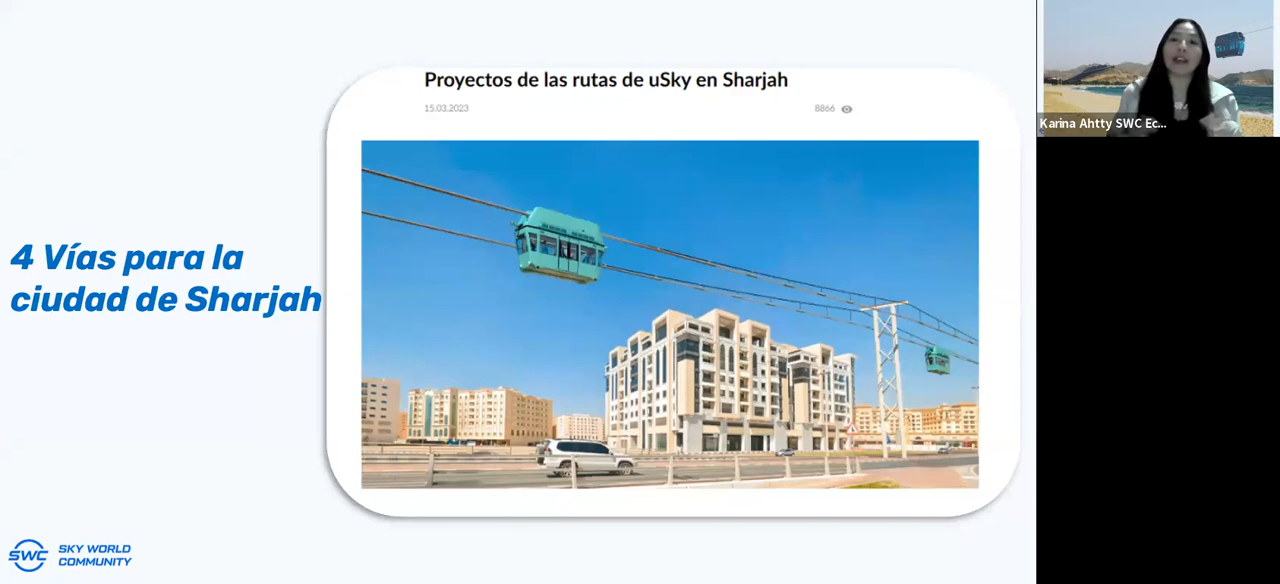 Proyectos de las rutas de uSky en Sharjah
15.03.2023
8866
4 Vías para la
ciudad de Sharjah
SWC
SKY WORLD
COMMUNITY
Karina Ahtty SWC Ec...